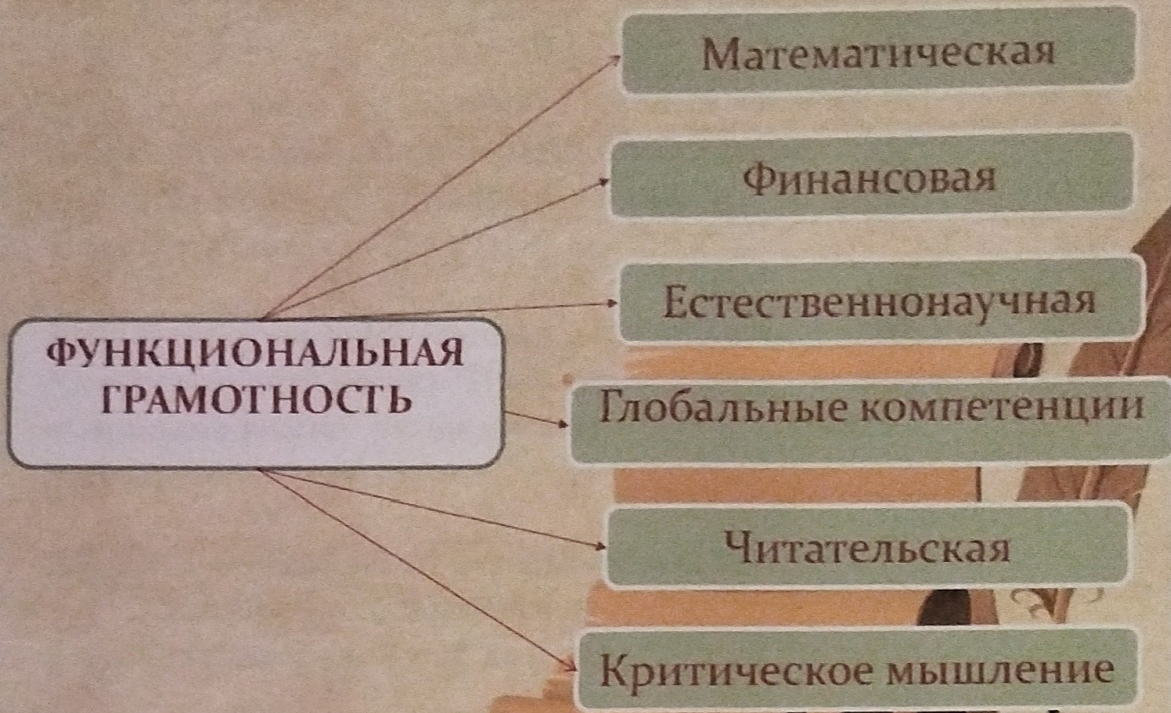 Математическая
Финансовая
Естественнонаучная
ФУНКЦИОНАЛЬНАЯ
ГРАМОТНОСТЬ
Глобальные компетенции
Читательская
Критическое мышление